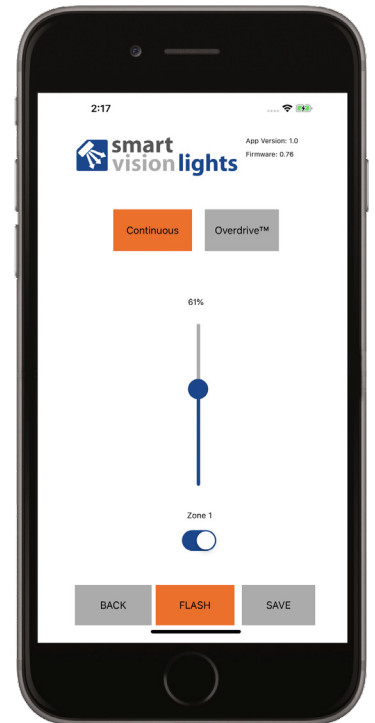 2:17
smart
vision lights
App Version: 1.0
Firmware: 0.76
Continuous
Overdrive™
61%
Zone 1
BACK
FLASH
SAVE